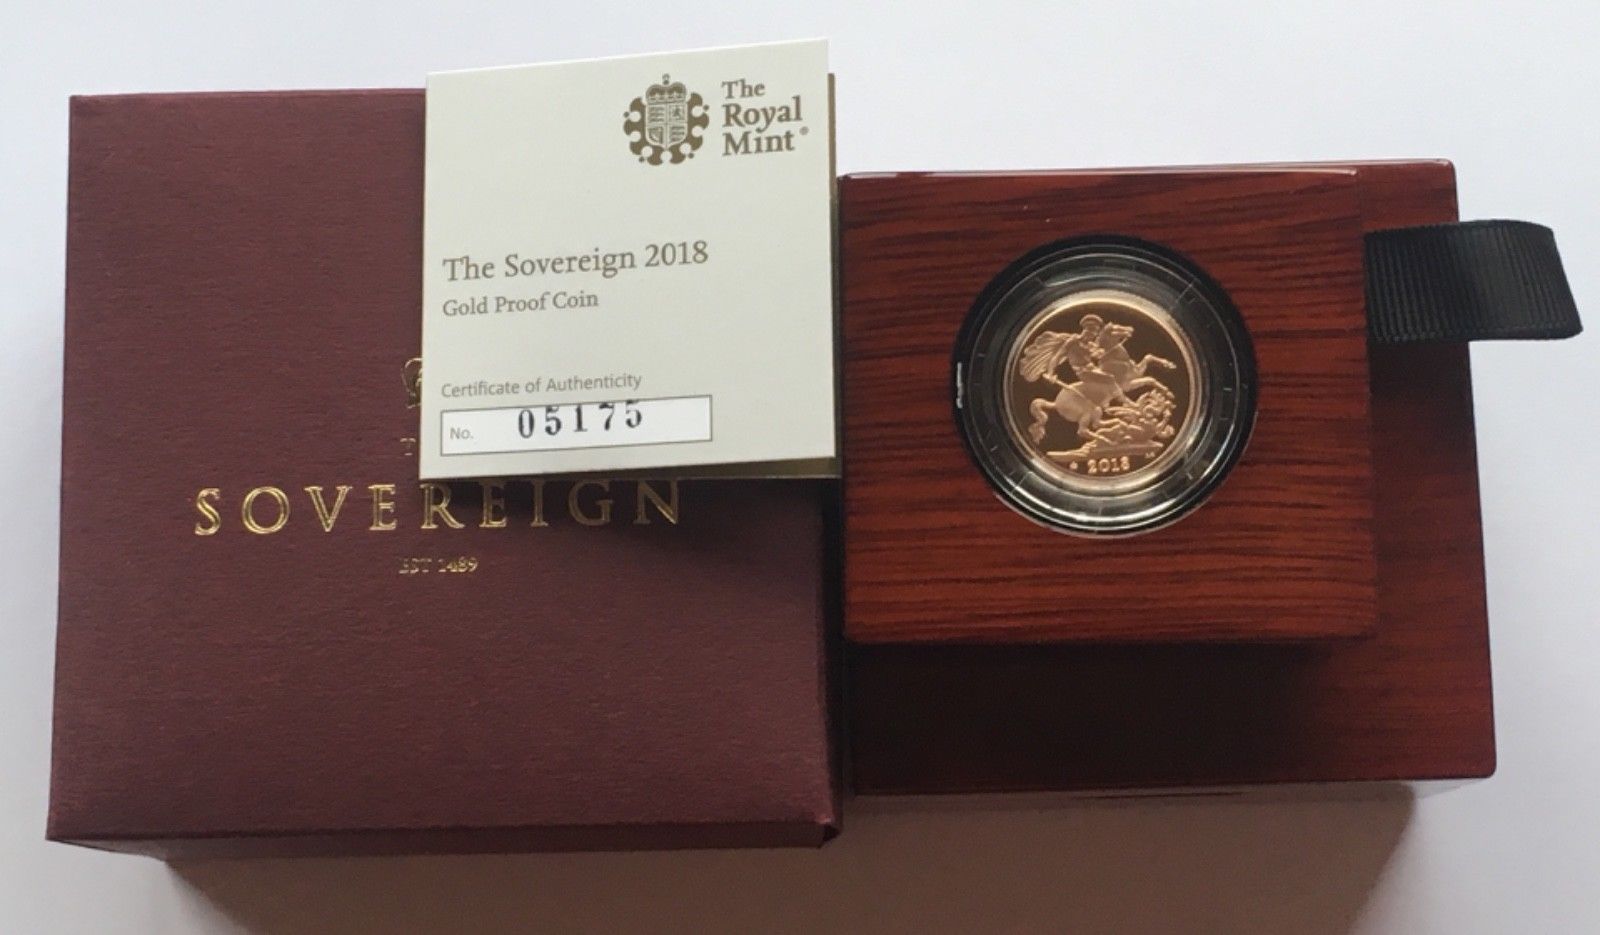 The
Royal
Mint®
The Sovereign 2018
Gold Proof Coin
Certificate of Authenticity
No. 05175
SOVEREIGN
EST 1489
2018